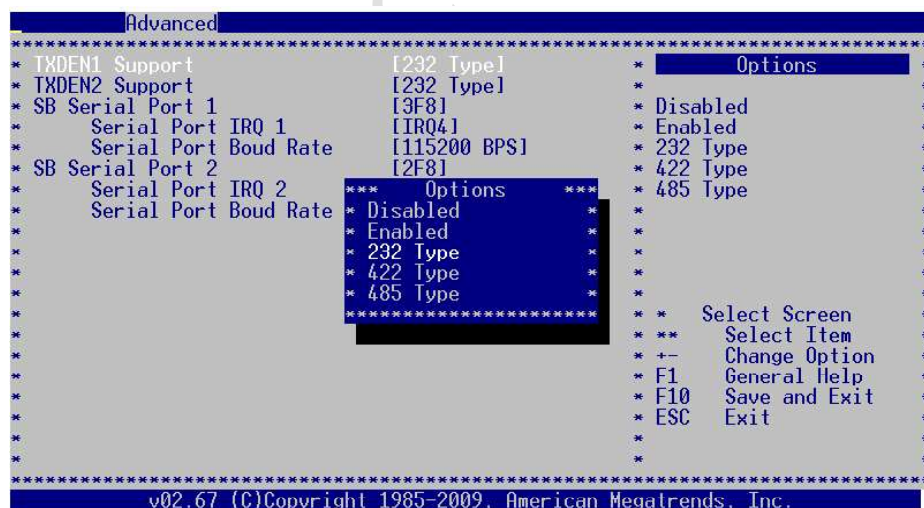 Advanced
TXDEN1 Support [232 Type]
TXDEN2 Support [232 Type]
SB Serial Port 1 [3F8]
Serial Port IRQ 1 [IRQ4]
Serial Port Boud Rate [115200 BPS]
SB Serial Port 2 [2F8]
Serial Port IRQ 2
Serial Port Boud Rate
*** Options ***
Disabled
Enabled
232 Type
422 Type
485 Type
Options
Disabled
Enabled
232 Type
422 Type
485 Type
* Select Screen
** Select Item
+- Change Option
F1 General Help
F10 Save and Exit
ESC Exit
v02.67 (C)Copyright 1985-2009, American Megatrends, Inc.